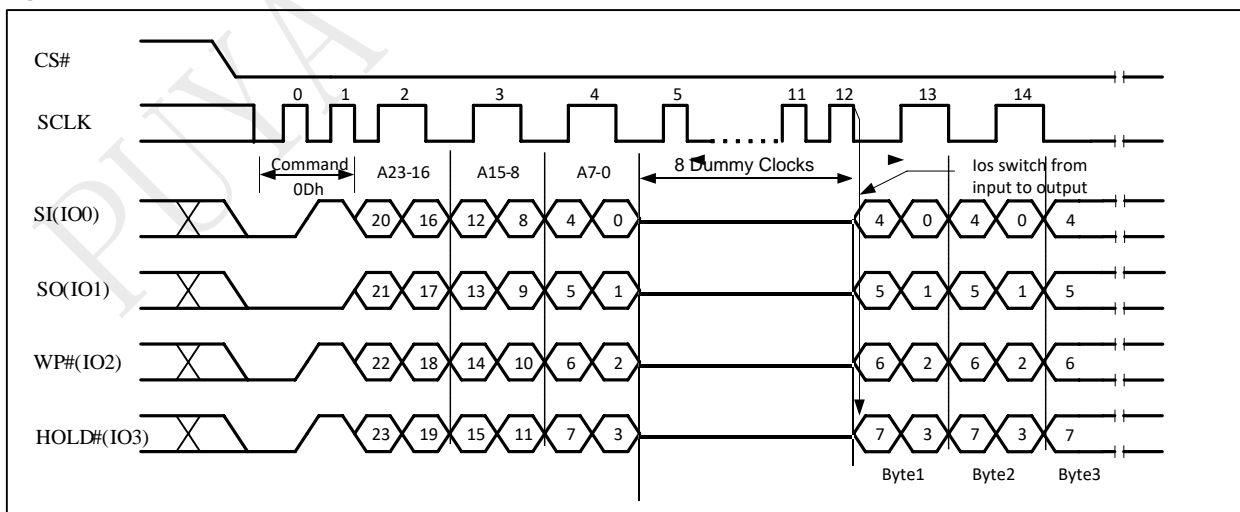 PUYA
CS#
0 1 2 3 4 5 11 12 13 14
SCLK
Command
0Dh
A23-16 A15-8 A7-0 8 Dummy Clocks
Ios switch from
input to output
SI(IO0) 20 16 12 8 4 0 4 0 4 0 4
SO(IO1) 21 17 13 9 5 1 5 1 5 1 5
WP#(IO2) 22 18 14 10 6 2 6 2 6 2 6
HOLD#(IO3) 23 19 15 11 7 3 7 3 7 3 7
Byte1 Byte2 Byte3